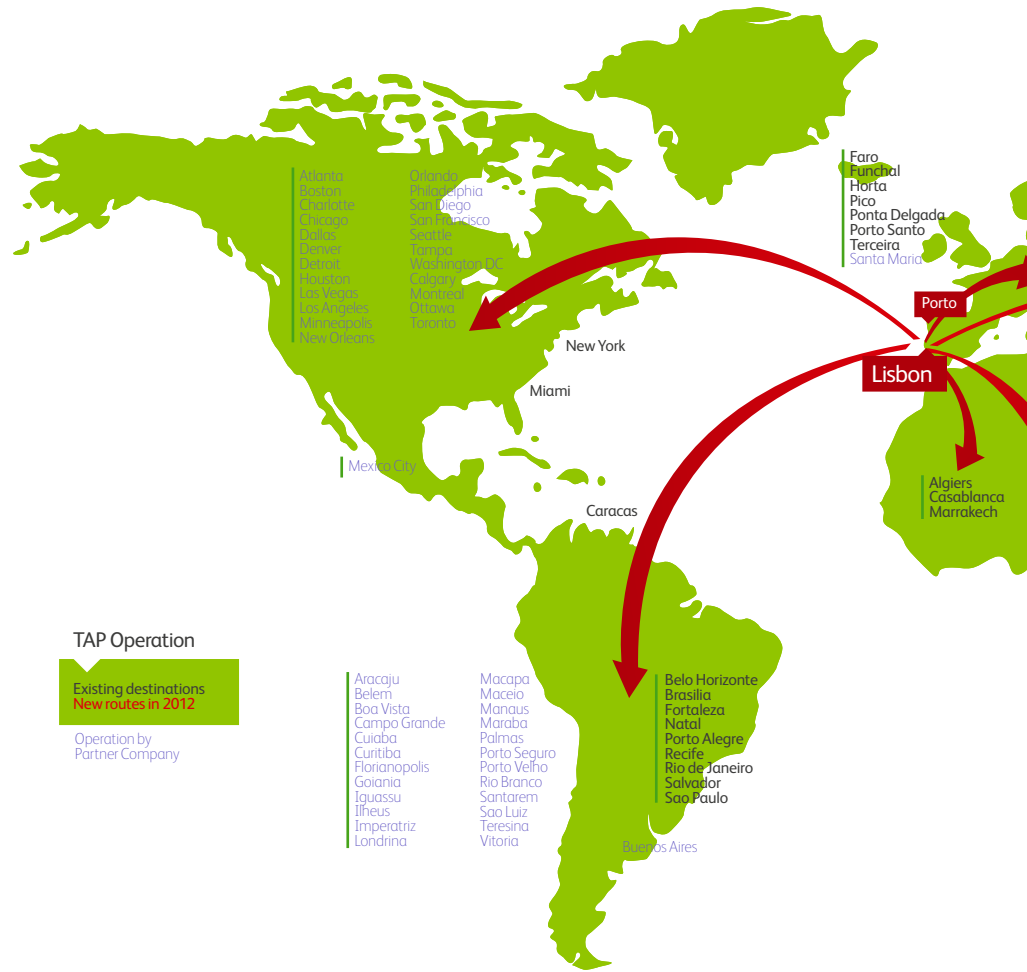 Atlanta
Boston
Charlotte
Chicago
Dallas
Denver
Detroit
Houston
Las Vegas
Los Angeles
Minneapolis
New Orleans
Orlando
Philadelphia
San Diego
San Francisco
Seattle
Tampa
Washington DC
Calgary
Montreal
Ottawa
Toronto
Faro
Funchal
Horta
Pico
Ponta Delgada
Porto Santo
Terceira
Santa Maria
Porto
Lisbon
New York
Miami
Mexico City
Caracas
Algiers
Casablanca
Marrakech
TAP Operation
Existing destinations
New routes in 2012
Operation by
Partner Company
Aracaju
Belem
Boa Vista
Campo Grande
Cuiaba
Curitiba
Florianopolis
Goiania
Iguassu
Ilheus
Imperatriz
Londrina
Macapa
Maceio
Manaus
Maraba
Palmas
Porto Seguro
Porto Velho
Rio Branco
Santarem
Sao Luiz
Teresina
Vitoria
Belo Horizonte
Brasilia
Fortaleza
Natal
Porto Alegre
Recife
Rio de Janeiro
Salvador
Sao Paulo
Buenos Aires